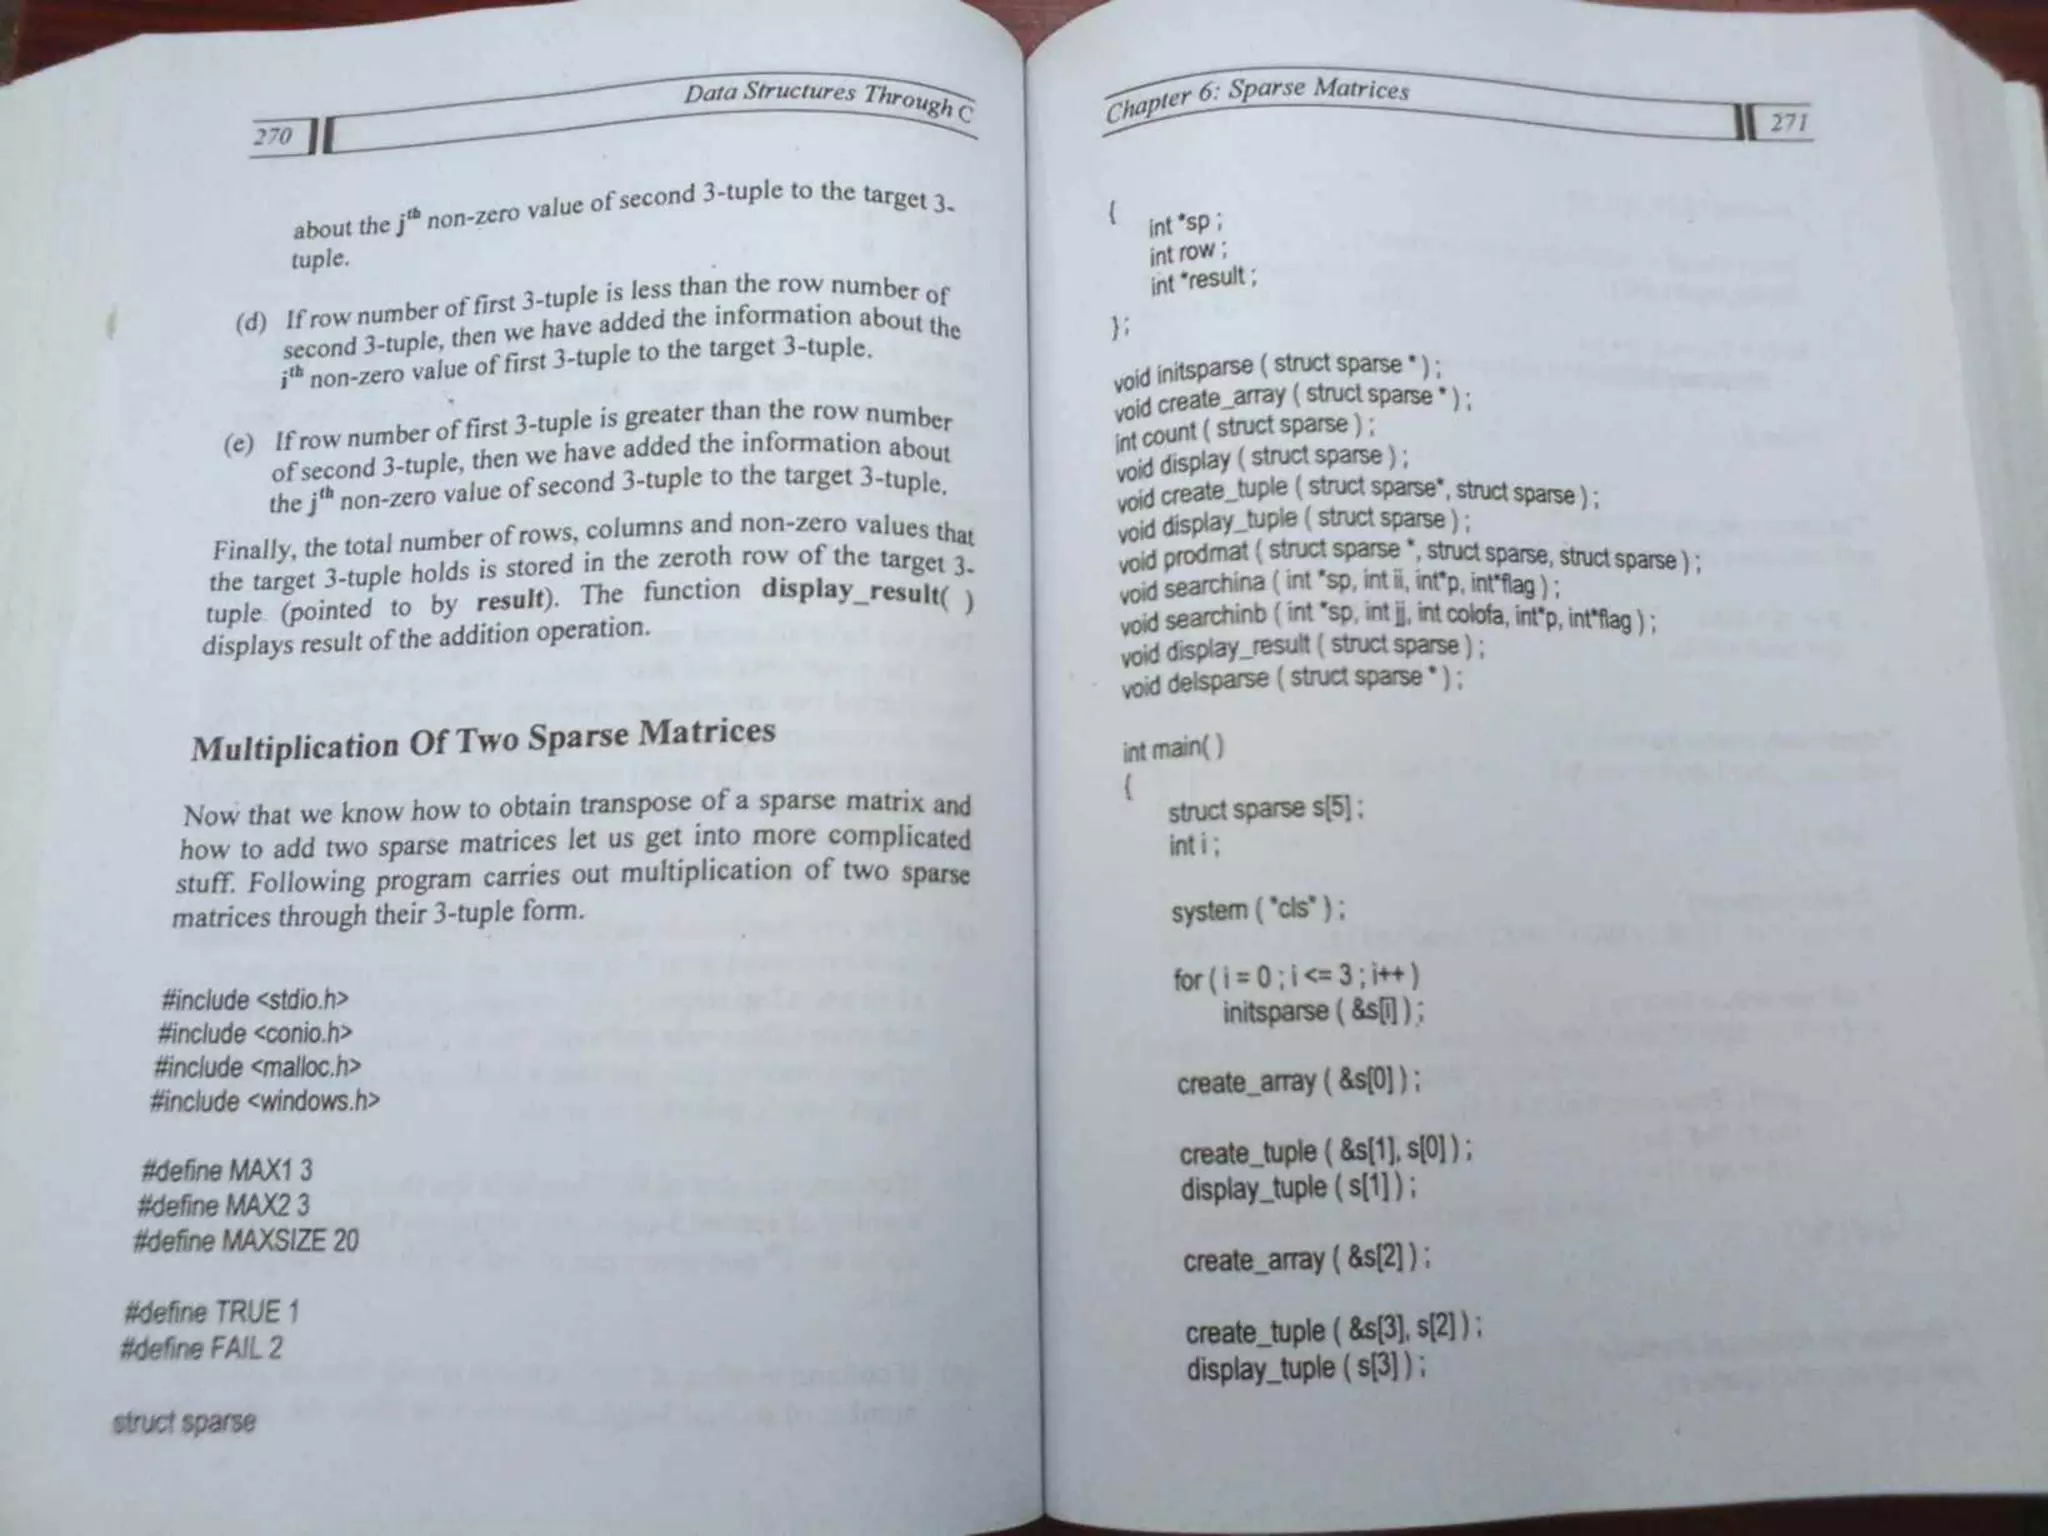 270
Data Structures Through C
about the jth non-zero value of second 3-tuple to the target 3-
tuple.
(d) If row number of first 3-tuple is less than the row number of
second 3-tuple, then we have added the information about the
ith non-zero value of first 3-tuple to the target 3-tuple.
(e) If row number of first 3-tuple is greater than the row number
of second 3-tuple, then we have added the information about
the jth non-zero value of second 3-tuple to the target 3-tuple.
Finally, the total number of rows, columns and non-zero values that
the target 3-tuple holds is stored in the zeroth row of the target 3-
tuple (pointed to by result). The function display_result( )
displays result of the addition operation.
Multiplication Of Two Sparse Matrices
Now that we know how to obtain transpose of a sparse matrix and
how to add two sparse matrices let us get into more complicated
stuff. Following program carries out multiplication of two sparse
matrices through their 3-tuple form.
#include <stdio.h>
#include <conio.h>
#include <malloc.h>
#include <windows.h>
#define MAX1 3
#define MAX2 3
#define MAXSIZE 20
#define TRUE 1
#define FAIL 2
struct sparse
Chapter 6: Sparse Matrices
271
{
int *sp ;
int row ;
int *result ;
};
void initsparse ( struct sparse * ) ;
void create_array ( struct sparse * ) ;
int count ( struct sparse ) ;
void display ( struct sparse ) ;
void create_tuple ( struct sparse*, struct sparse ) ;
void display_tuple ( struct sparse ) ;
void prodmat ( struct sparse *, struct sparse, struct sparse ) ;
void searchina ( int *sp, int ii, int*p, int*flag ) ;
void searchinb ( int *sp, int jj, int colofa, int*p, int*flag ) ;
void display_result ( struct sparse ) ;
void delsparse ( struct sparse * ) ;
int main( )
{
struct sparse s[5] ;
int i ;
system ( "cls" ) ;
for ( i = 0 ; i <= 3 ; i++ )
initsparse ( &s[i] ) ;
create_array ( &s[0] ) ;
create_tuple ( &s[1], s[0] ) ;
display_tuple ( s[1] ) ;
create_array ( &s[2] ) ;
create_tuple ( &s[3], s[2] ) ;
display_tuple ( s[3] ) ;